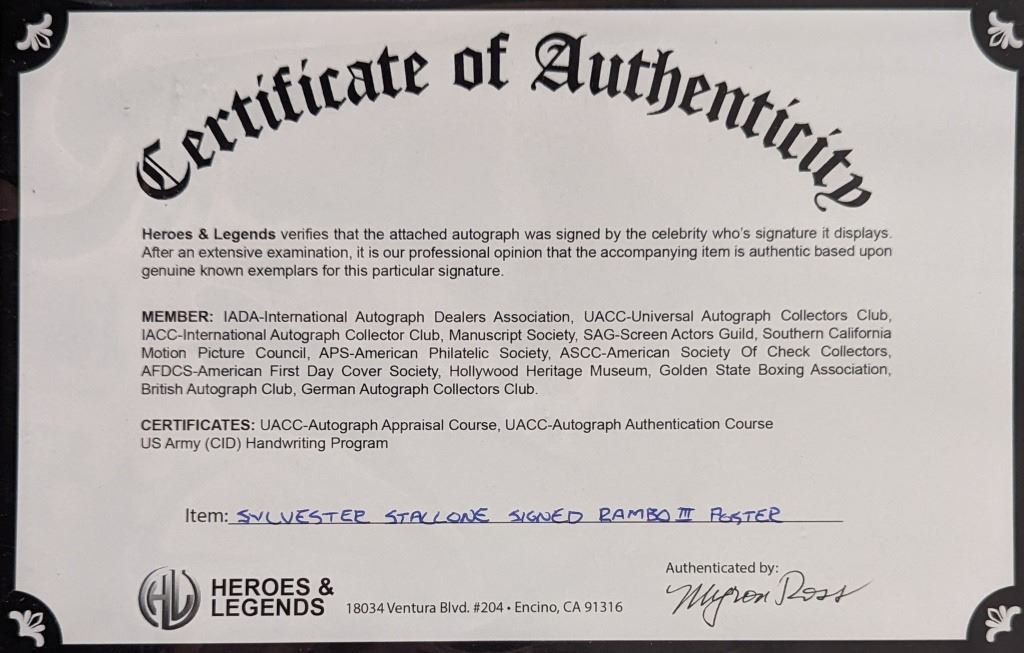 Certificate of Authenticity
Heroes & Legends verifies that the attached autograph was signed by the celebrity who's signature it displays.
After an extensive examination, it is our professional opinion that the accompanying item is authentic based upon
genuine known exemplars for this particular signature.
MEMBER: IADA-International Autograph Dealers Association, UACC-Universal Autograph Collectors Club,
IACC-International Autograph Collector Club, Manuscript Society, SAG-Screen Actors Guild, Southern California
Motion Picture Council, APS-American Philatelic Society, ASCC-American Society Of Check Collectors,
AFDCS-American First Day Cover Society, Hollywood Heritage Museum, Golden State Boxing Association,
British Autograph Club, German Autograph Collectors Club.
CERTIFICATES: UACC-Autograph Appraisal Course, UACC-Autograph Authentication Course
US Army (CID) Handwriting Program
Item: SYLVESTER STALLONE SIGNED RAMBO III POSTER
HL HEROES &
LEGENDS
18034 Ventura Blvd. #204 • Encino, CA 91316
Authenticated by:
Myron Ross